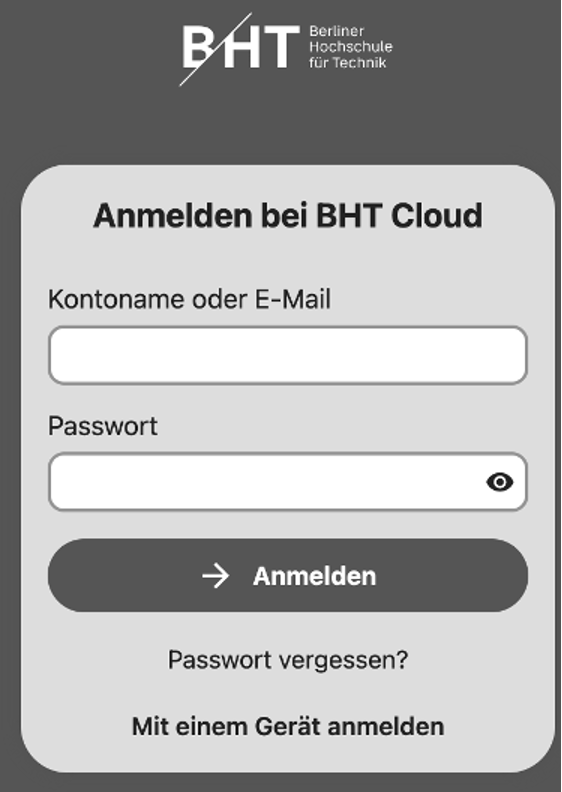 BHT
Berliner
Hochschule
für Technik
Anmelden bei BHT Cloud
Kontoname oder E-Mail
Passwort
Anmelden
Passwort vergessen?
Mit einem Gerät anmelden